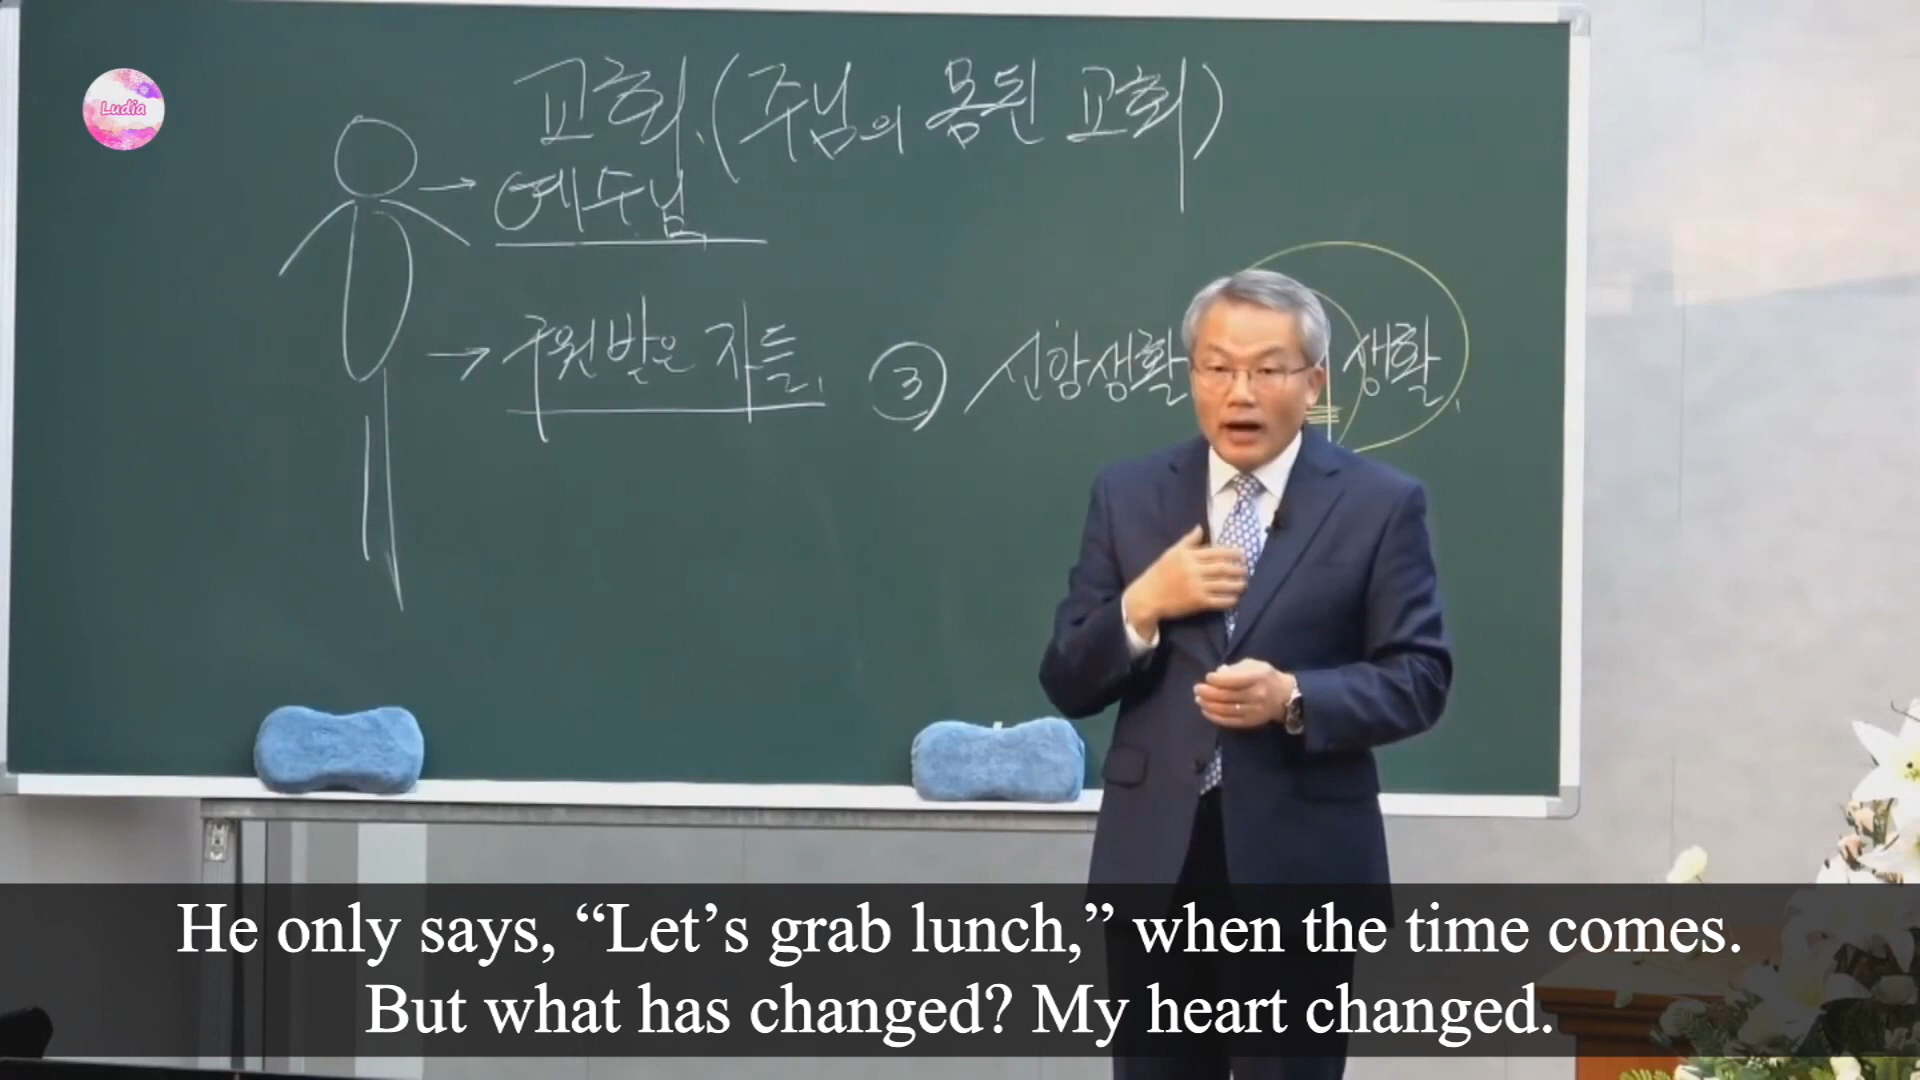 Ludia
교회.(주님의 몸된 교회)
→ 예수님
→ 구원받은 자들. ③ 신앙생활 생활.
He only says, “Let’s grab lunch,” when the time comes.
But what has changed? My heart changed.